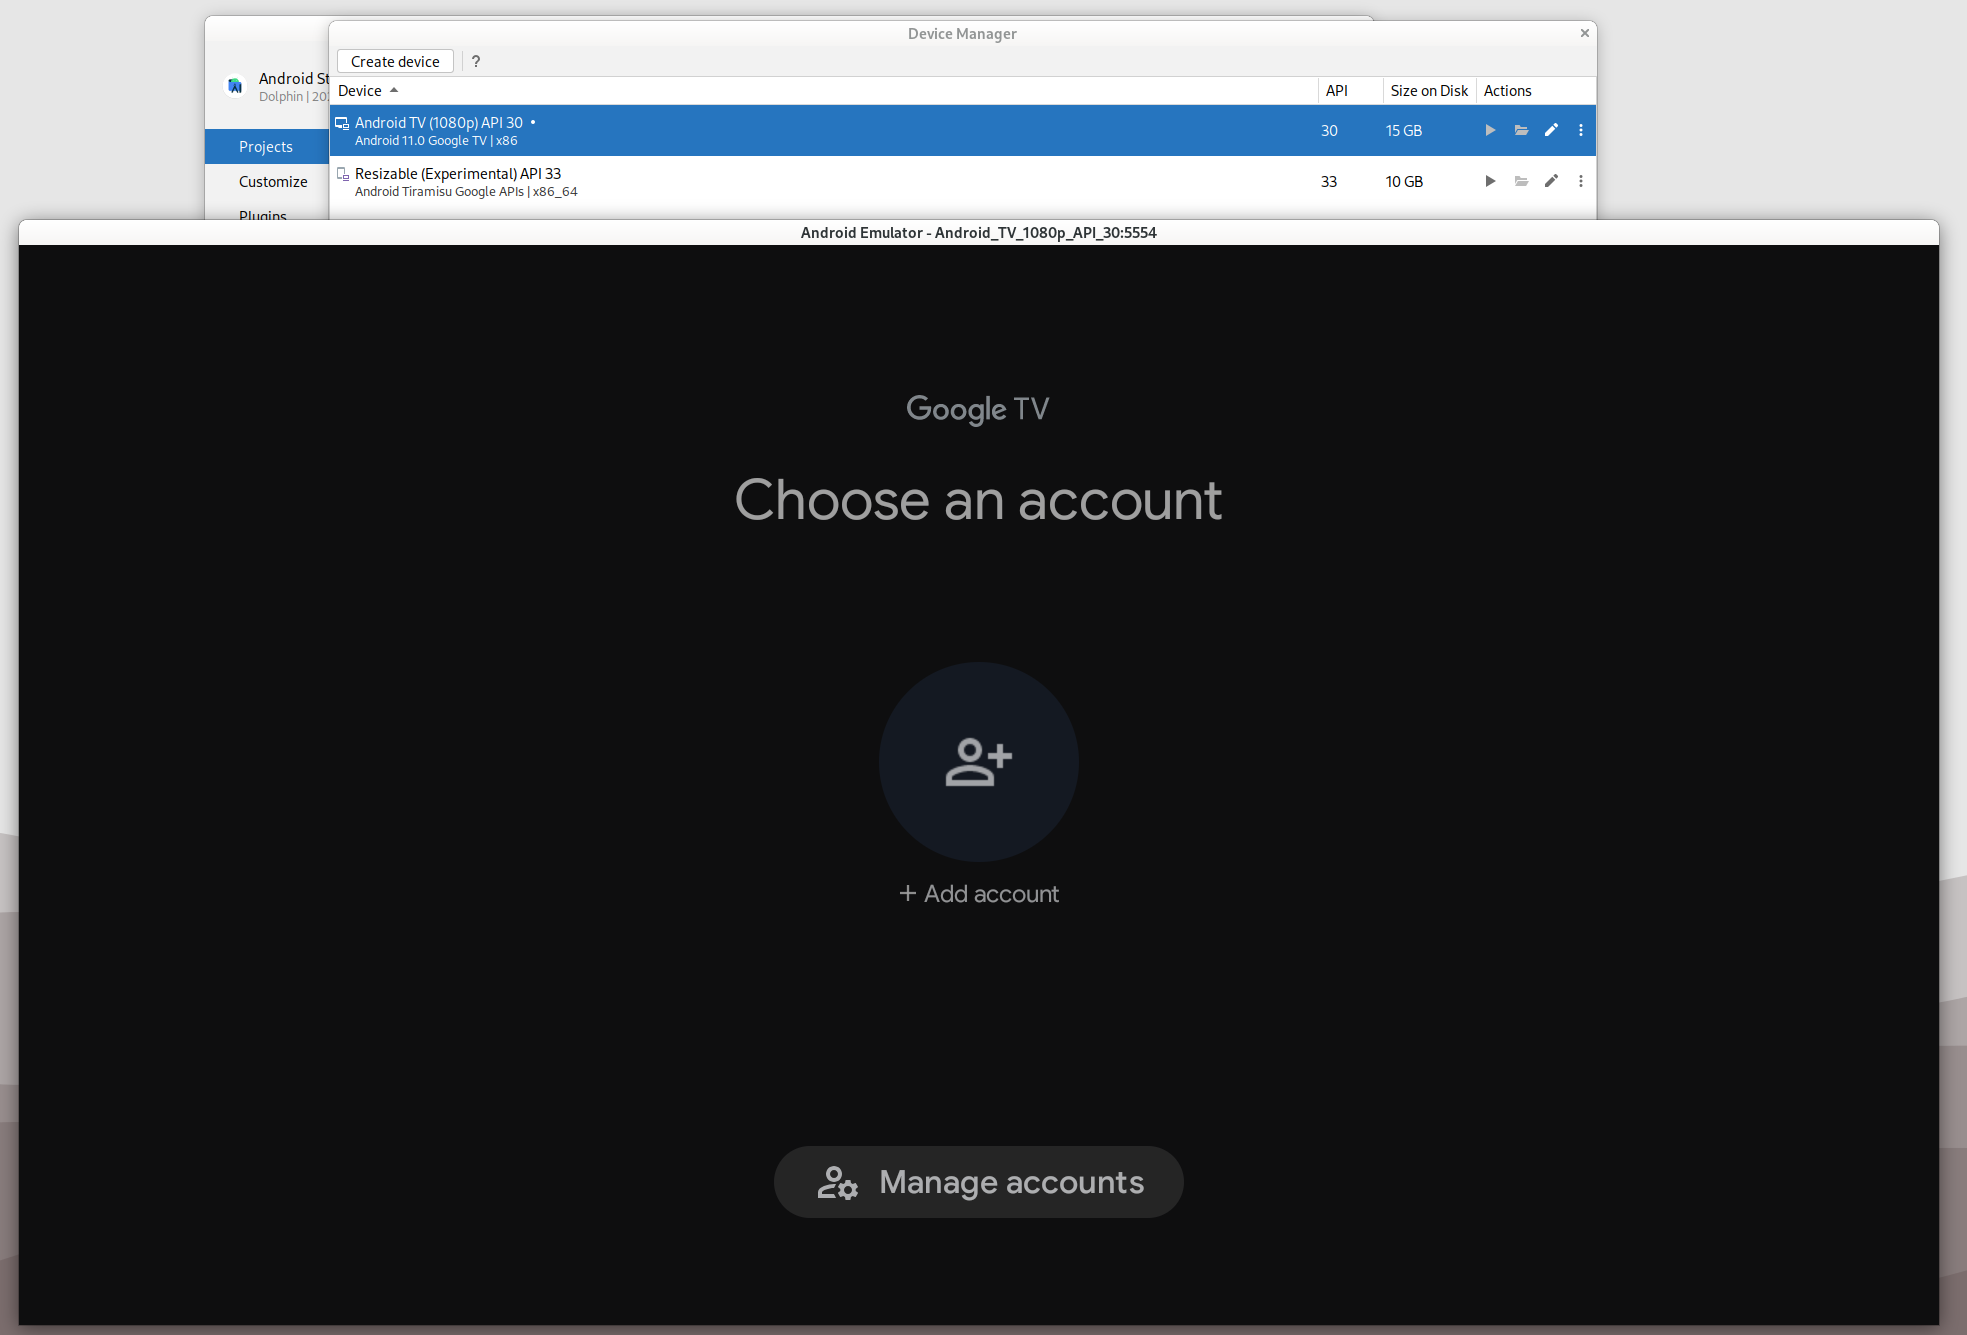 Device Manager
Create device
?
Android St
Dolphin | 202
Device
API
Size on Disk
Actions
Android TV (1080p) API 30
Android 11.0 Google TV | x86
30
15 GB
Projects
Resizable (Experimental) API 33
Android Tiramisu Google APIs | x86_64
33
10 GB
Customize
Plugins
Android Emulator - Android_TV_1080p_API_30:5554
Google TV
Choose an account
+ Add account
Manage accounts